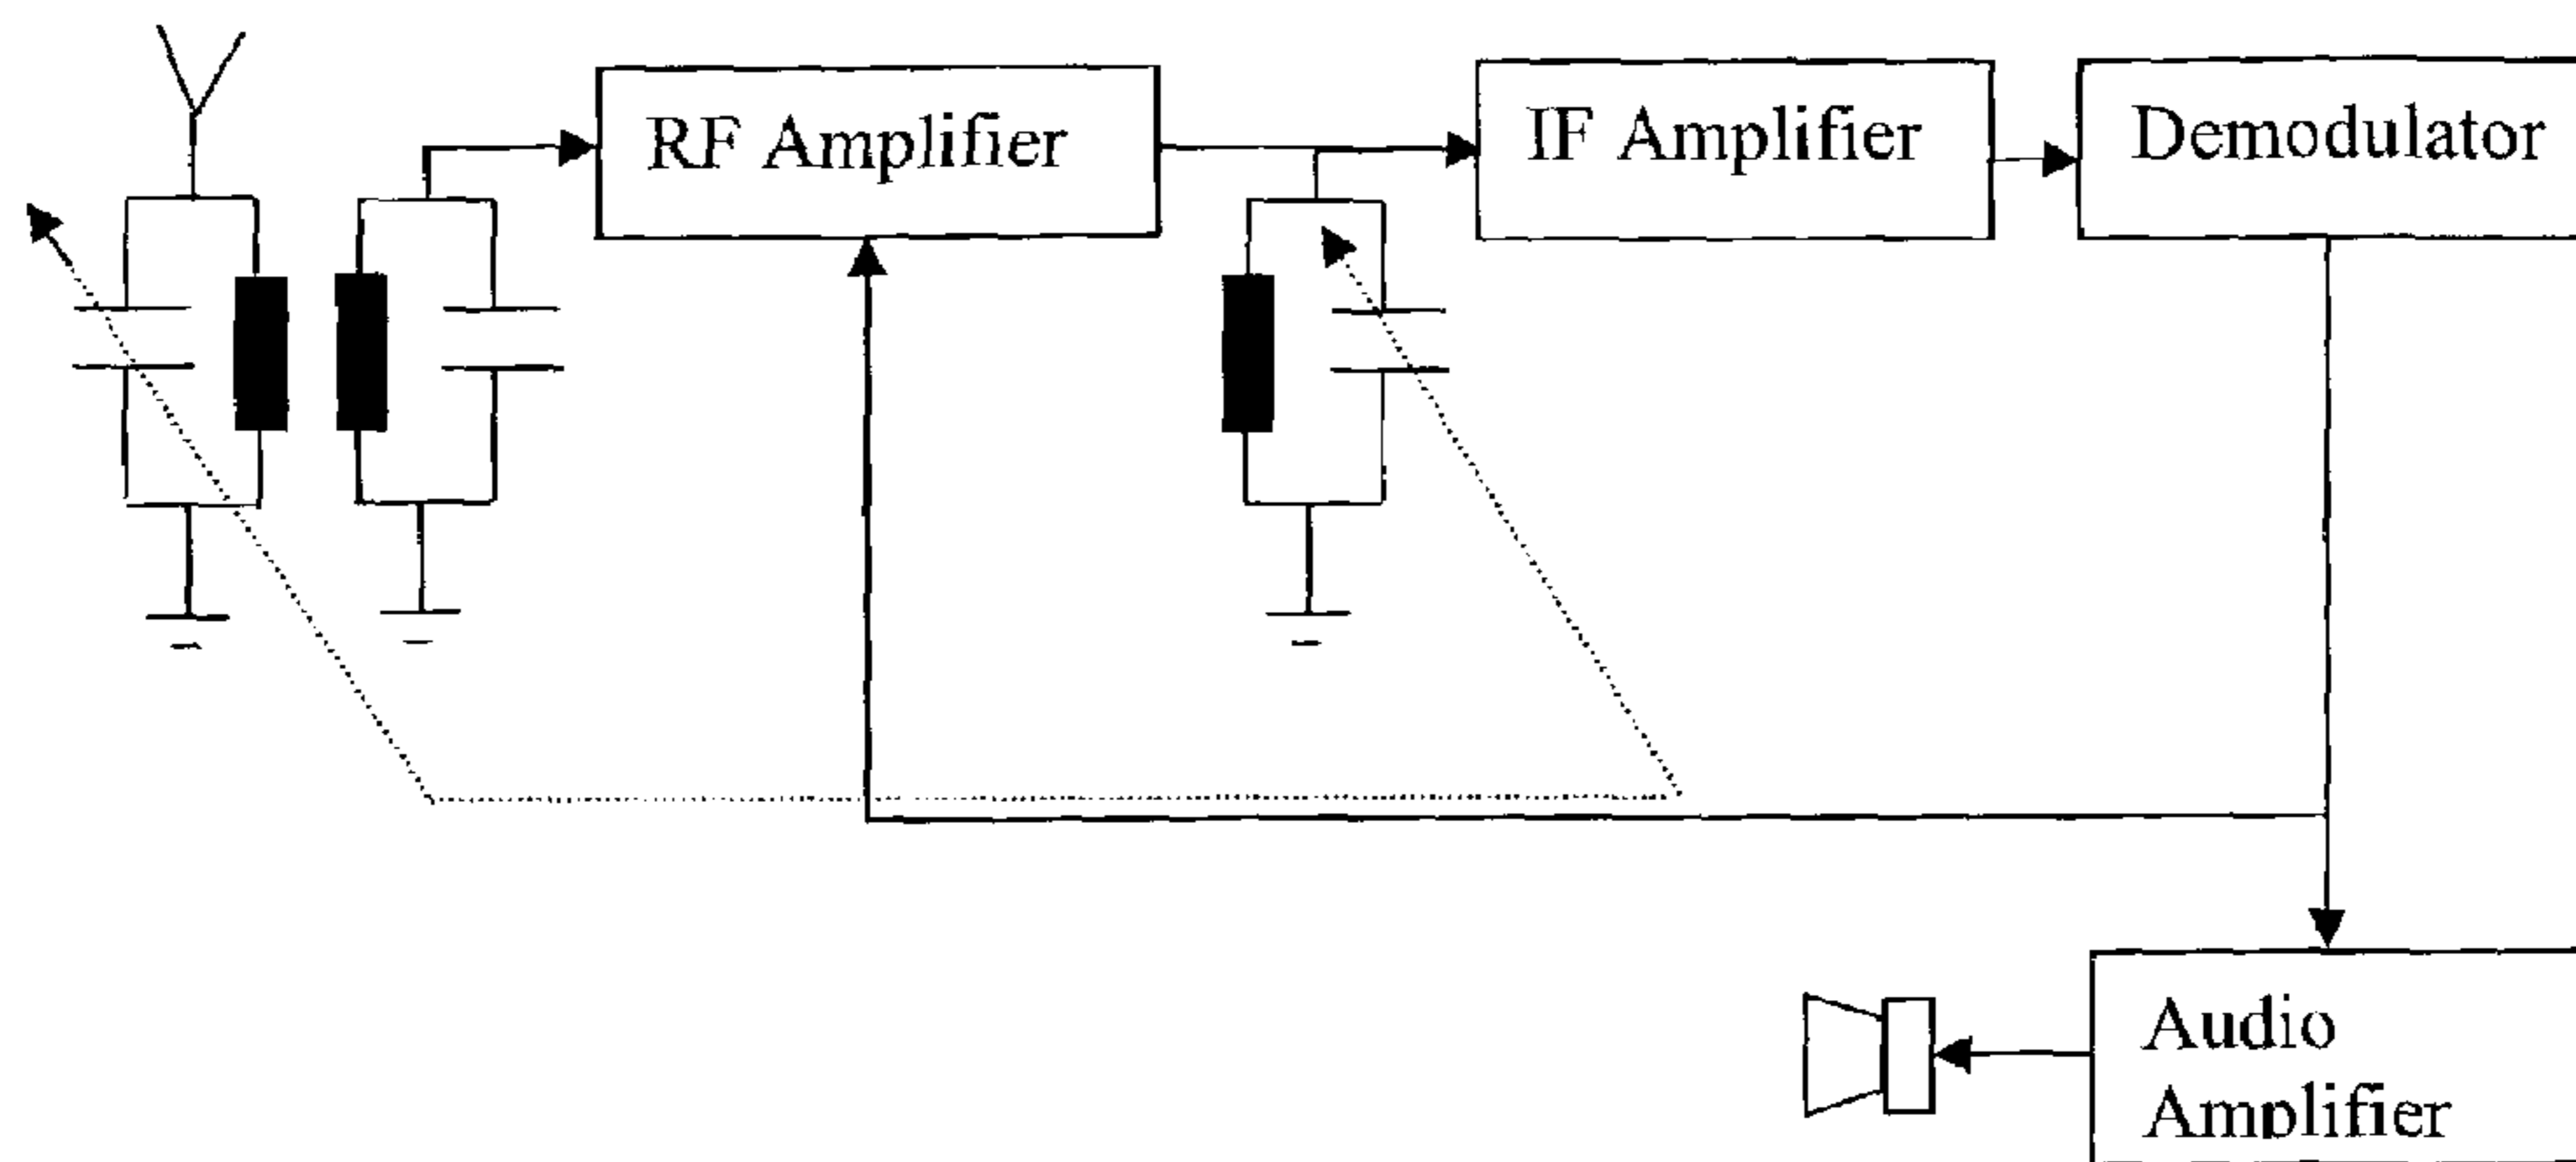 RF Amplifier
IF Amplifier
Demodulator
Audio
Amplifier